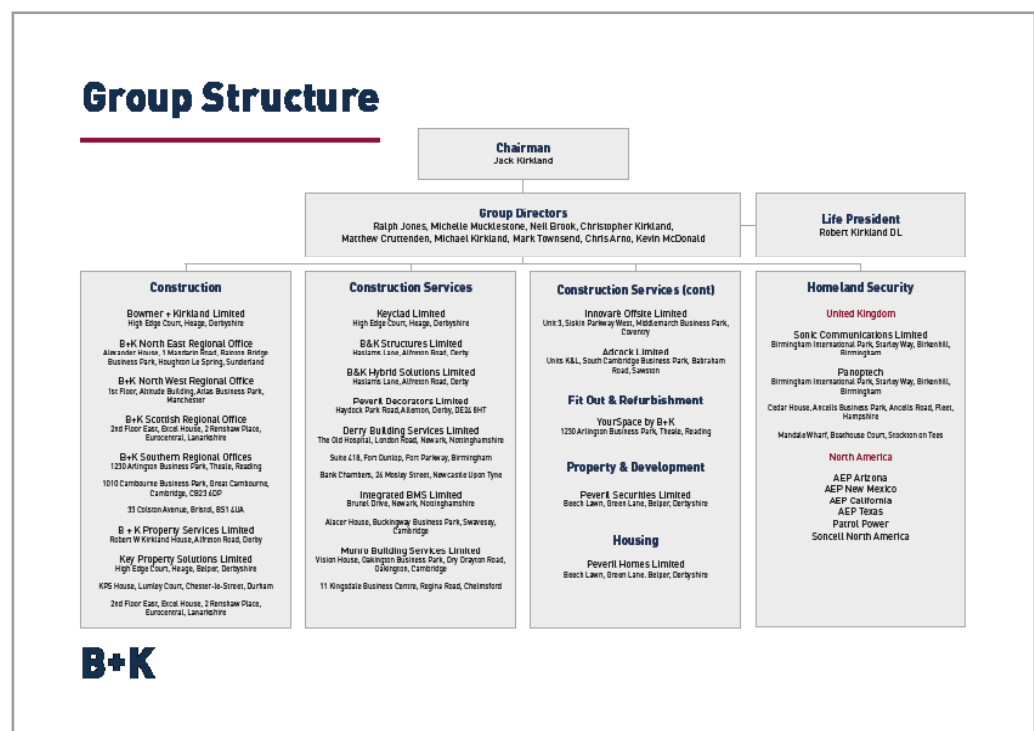 Group Structure
Chairman
Jack Kirkland
Group Directors
Ralph Jones, Michelle Mucklestone, Neil Brook, Christopher Kirkland,
Matthew Cruttenden, Michael Kirkland, Mark Townsend, Chris Arno, Kevin McDonald
Life President
Robert Kirkland DL
Construction
Bowmer + Kirkland Limited
High Edge Court, Heage, Derbyshire
B+K North East Regional Office
Alexander House, 1 Mandarin Road, Rainton Bridge
Business Park, Houghton Le Spring, Sunderland
B+K North West Regional Office
1st Floor, Altitude Building, Atlas Business Park,
Manchester
B+K Scottish Regional Office
2nd Floor East, Excel House, 2 Renshaw Place,
Eurocentral, Lanarkshire
B+K Southern Regional Offices
1230 Arlington Business Park, Theale, Reading
1010 Cambourne Business Park, Great Cambourne,
Cambridge, CB23 6DP
33 Colston Avenue, Bristol, BS1 4UA
B + K Property Services Limited
Robert W Kirkland House, Alfreton Road, Derby
Key Property Solutions Limited
High Edge Court, Heage, Belper, Derbyshire
KPS House, Lumley Court, Chester-le-Street, Durham
2nd Floor East, Excel House, 2 Renshaw Place,
Eurocentral, Lanarkshire
Construction Services
Keyclad Limited
High Edge Court, Heage, Derbyshire
B&K Structures Limited
Haslams Lane, Alfreton Road, Derby
B&K Hybrid Solutions Limited
Haslams Lane, Alfreton Road, Derby
Peveril Decorators Limited
Haydock Park Road, Allenton, Derby, DE24 8HT
Derry Building Services Limited
The Old Hospital, London Road, Newark, Nottinghamshire
Suite 418, Fort Dunlop, Fort Parkway, Birmingham
Bank Chambers, 26 Mosley Street, Newcastle Upon Tyne
Integrated BMS Limited
Brunel Drive, Newark, Nottinghamshire
Alacer House, Buckingway Business Park, Swavesey,
Cambridge
Munro Building Services Limited
Vision House, Oakington Business Park, Dry Drayton Road,
Oakington, Cambridge
11 Kingsdale Business Centre, Regina Road, Chelmsford
Construction Services (cont)
Innovaré Offsite Limited
Unit 3, Siskin Parkway West, Middlemarch Business Park,
Coventry
Adcock Limited
Units K&L, South Cambridge Business Park, Babraham
Road, Sawston
Fit Out & Refurbishment
YourSpace by B+K
1230 Arlington Business Park, Theale, Reading
Property & Development
Peveril Securities Limited
Beech Lawn, Green Lane, Belper, Derbyshire
Housing
Peveril Homes Limited
Beech Lawn, Green Lane. Belper, Derbyshire
Homeland Security
United Kingdom
Sonic Communications Limited
Birmingham International Park, Starley Way, Birkenhill,
Birmingham
Panoptech
Birmingham International Park, Starley Way, Birkenhill,
Birmingham
Cedar House, Ancells Business Park, Ancells Road, Fleet,
Hampshire
Mandale Wharf, Boathouse Court, Stockton on Tees
North America
AEP Arizona
AEP New Mexico
AEP California
AEP Texas
Patrol Power
Soncell North America
B+K